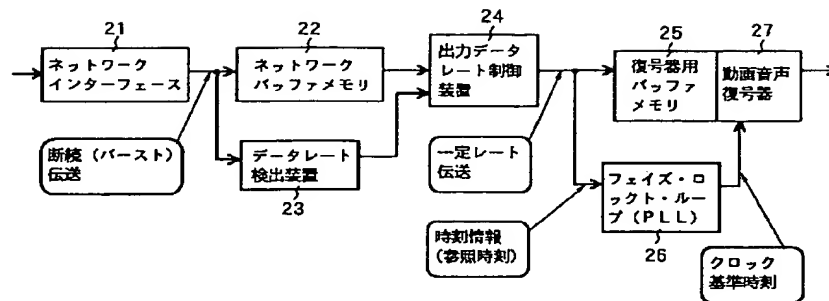 21
ネットワーク
インターフェース
22
ネットワーク
バッファメモリ
24
出力データ
レート制御
装置
25
復号器用
バッファ
メモリ
27
動画音声
復号器
断続（バースト）
伝送
データレート
検出装置
23
一定レート
伝送
フェイズ・ロ
ックト・ルー
プ（PLL）
26
時刻情報
(参照時刻)
クロック
基準時刻